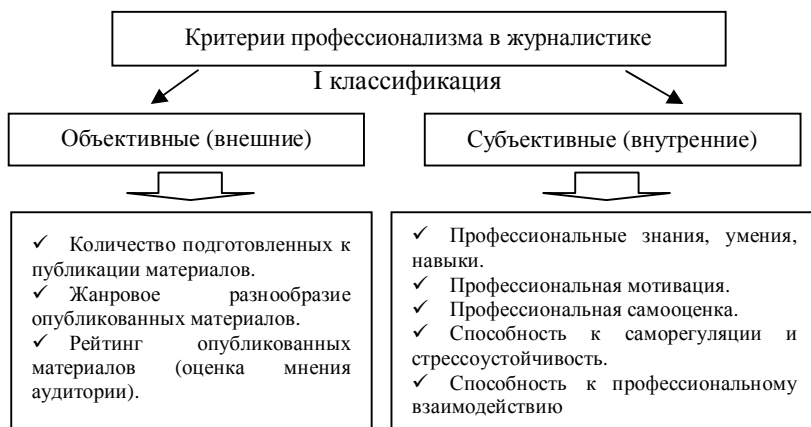 Критерии профессионализма в журналистике
I классификация
Объективные (внешние)
Субъективные (внутренние)
✓ Количество подготовленных к
публикации материалов.
✓ Жанровое разнообразие
опубликованных материалов.
✓ Рейтинг опубликованных
материалов (оценка мнения
аудитории).
✓ Профессиональные знания, умения,
навыки.
✓ Профессиональная мотивация.
✓ Профессиональная самооценка.
✓ Способность к саморегуляции и
стрессоустойчивость.
✓ Способность к профессиональному
взаимодействию